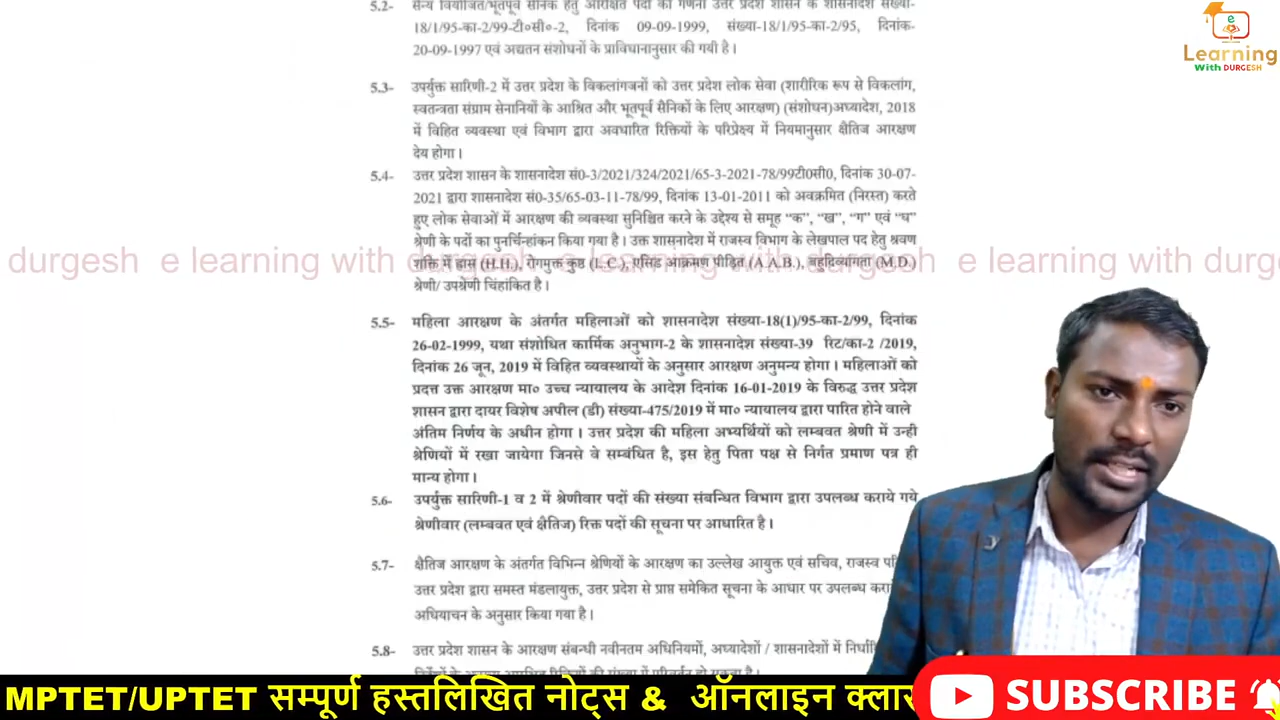 5.2- सैन्य वियोजित/भूतपूर्व सैनिक हेतु आरक्षित पदों की गणना उत्तर प्रदेश शासन के शासनादेश संख्या-
18/1/95-का-2/99-टी०सी०-2, दिनांक 09-09-1999, संख्या-18/1/95-का-2/95, दिनांक-
20-09-1997 एवं अद्यतन संशोधनों के प्राविधानानुसार की गयी है।
5.3- उपर्युक्त सारिणी-2 में उत्तर प्रदेश के विकलांगजनों को उत्तर प्रदेश लोक सेवा (शारीरिक रूप से विकलांग,
स्वतन्त्रता संग्राम सेनानियों के आश्रित और भूतपूर्व सैनिकों के लिए आरक्षण) (संशोधन)अध्यादेश, 2018
में विहित व्यवस्था एवं विभाग द्वारा अवधारित रिक्तियों के परिप्रेक्ष्य में नियमानुसार क्षैतिज आरक्षण
देय होगा।
5.4- उत्तर प्रदेश शासन के शासनादेश सं0-3/2021/324/2021/65-3-2021-78/99टी0सी0, दिनांक 30-07-
2021 द्वारा शासनादेश सं0-35/65-03-11-78/99, दिनांक 13-01-2011 को अवक्रमित (निरस्त) करते
हुए लोक सेवाओं में आरक्षण की व्यवस्था सुनिश्चित करने के उद्देश्य से समूह “क”, “ख”, “ग” एवं “घ”
श्रेणी के पदों का पुनर्चिन्हांकन किया गया है। उक्त शासनादेश में राजस्व विभाग के लेखपाल पद हेतु श्रवण
शक्ति में ह्रास (H.H.), रोगमुक्त कुष्ठ (L.C.), एसिड आक्रमण पीड़ित (A.A.B.), बहुदिव्यांगता (M.D.)
श्रेणी/ उपश्रेणी चिंहांकित है।
durgesh e learning with durgesh e learning with durgesh e learning with durge
5.5- महिला आरक्षण के अंतर्गत महिलाओं को शासनादेश संख्या-18(1)/95-का-2/99, दिनांक
26-02-1999, यथा संशोधित कार्मिक अनुभाग-2 के शासनादेश संख्या-39 रिट/का-2 /2019,
दिनांक 26 जून, 2019 में विहित व्यवस्थायों के अनुसार आरक्षण अनुमन्य होगा। महिलाओं को
प्रदत्त उक्त आरक्षण मा० उच्च न्यायालय के आदेश दिनांक 16-01-2019 के विरुद्ध उत्तर प्रदेश
शासन द्वारा दायर विशेष अपील (डी) संख्या-475/2019 में मा० न्यायालय द्वारा पारित होने वाले
अंतिम निर्णय के अधीन होगा। उत्तर प्रदेश की महिला अभ्यर्थियों को लम्बवत श्रेणी में उन्ही
श्रेणियों में रखा जायेगा जिनसे वे सम्बंधित है, इस हेतु पिता पक्ष से निर्गत प्रमाण पत्र ही
मान्य होगा।
5.6- उपर्युक्त सारिणी-1 व 2 में श्रेणीवार पदों की संख्या संबन्धित विभाग द्वारा उपलब्ध कराये गये
श्रेणीवार (लम्बवत एवं क्षैतिज) रिक्त पदों की सूचना पर आधारित है।
5.7- क्षैतिज आरक्षण के अंतर्गत विभिन्न श्रेणियों के आरक्षण का उल्लेख आयुक्त एवं सचिव, राजस्व
उत्तर प्रदेश द्वारा समस्त मंडलायुक्त, उत्तर प्रदेश से प्राप्त समेकित सूचना के आधार पर उपलब्ध
अधियाचन के अनुसार किया गया है।
5.8- उत्तर प्रदेश शासन के आरक्षण संबन्धी नवीनतम अधिनियमों, अध्यादेशों / शासनादेशों में
e
Learning
With DURGESH
MPTET/UPTET सम्पूर्ण हस्तलिखित नोट्स & ऑनलाइन क्लास
SUBSCRIBE